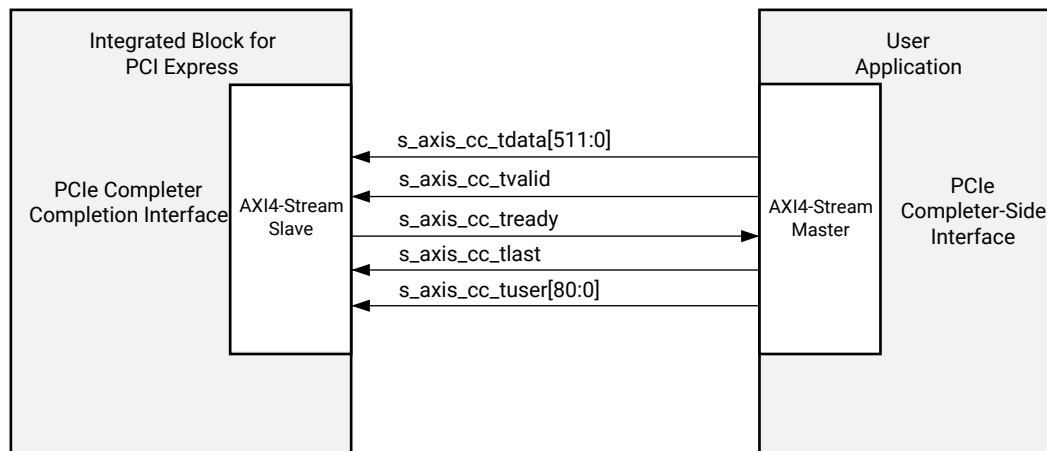 Integrated Block for
PCI Express
User
Application
s_axis_cc_tdata[511:0]
s_axis_cc_tvalid
s_axis_cc_tready
s_axis_cc_tlast
s_axis_cc_tuser[80:0]
PCIe Completer
Completion Interface
AXI4-Stream
Slave
AXI4-Stream
Master
PCIe
Completer-Side
Interface